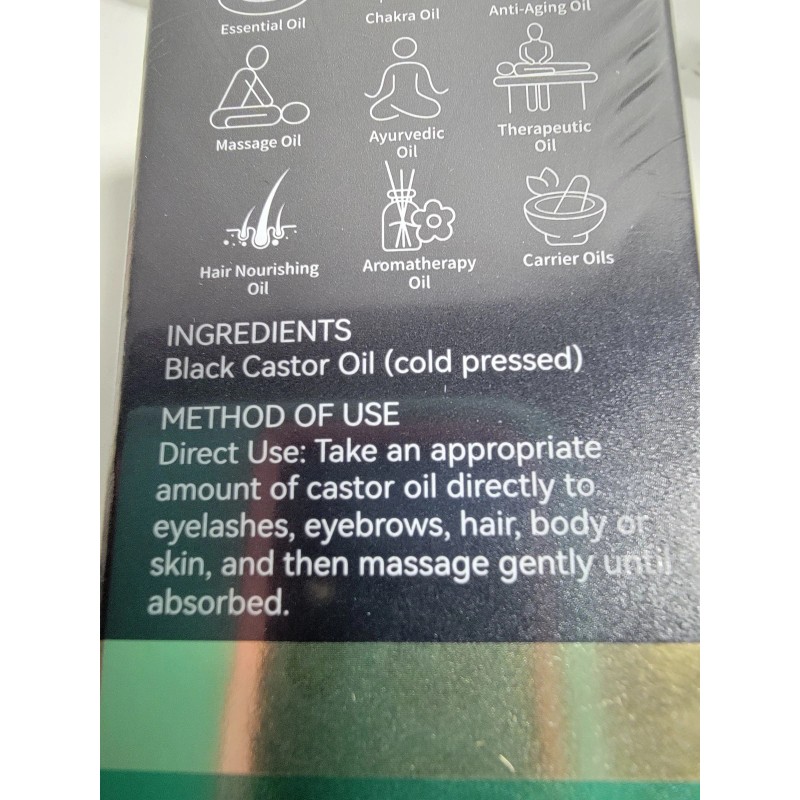 Essential Oil
Chakra Oil
Anti-Aging Oil
Massage Oil
Ayurvedic
Oil
Therapeutic
Oil
Hair Nourishing
Oil
Aromatherapy
Oil
Carrier Oils
INGREDIENTS
Black Castor Oil (cold pressed)
METHOD OF USE
Direct Use: Take an appropriate
amount of castor oil directly to
eyelashes, eyebrows, hair, body or
skin, and then massage gently until
absorbed.